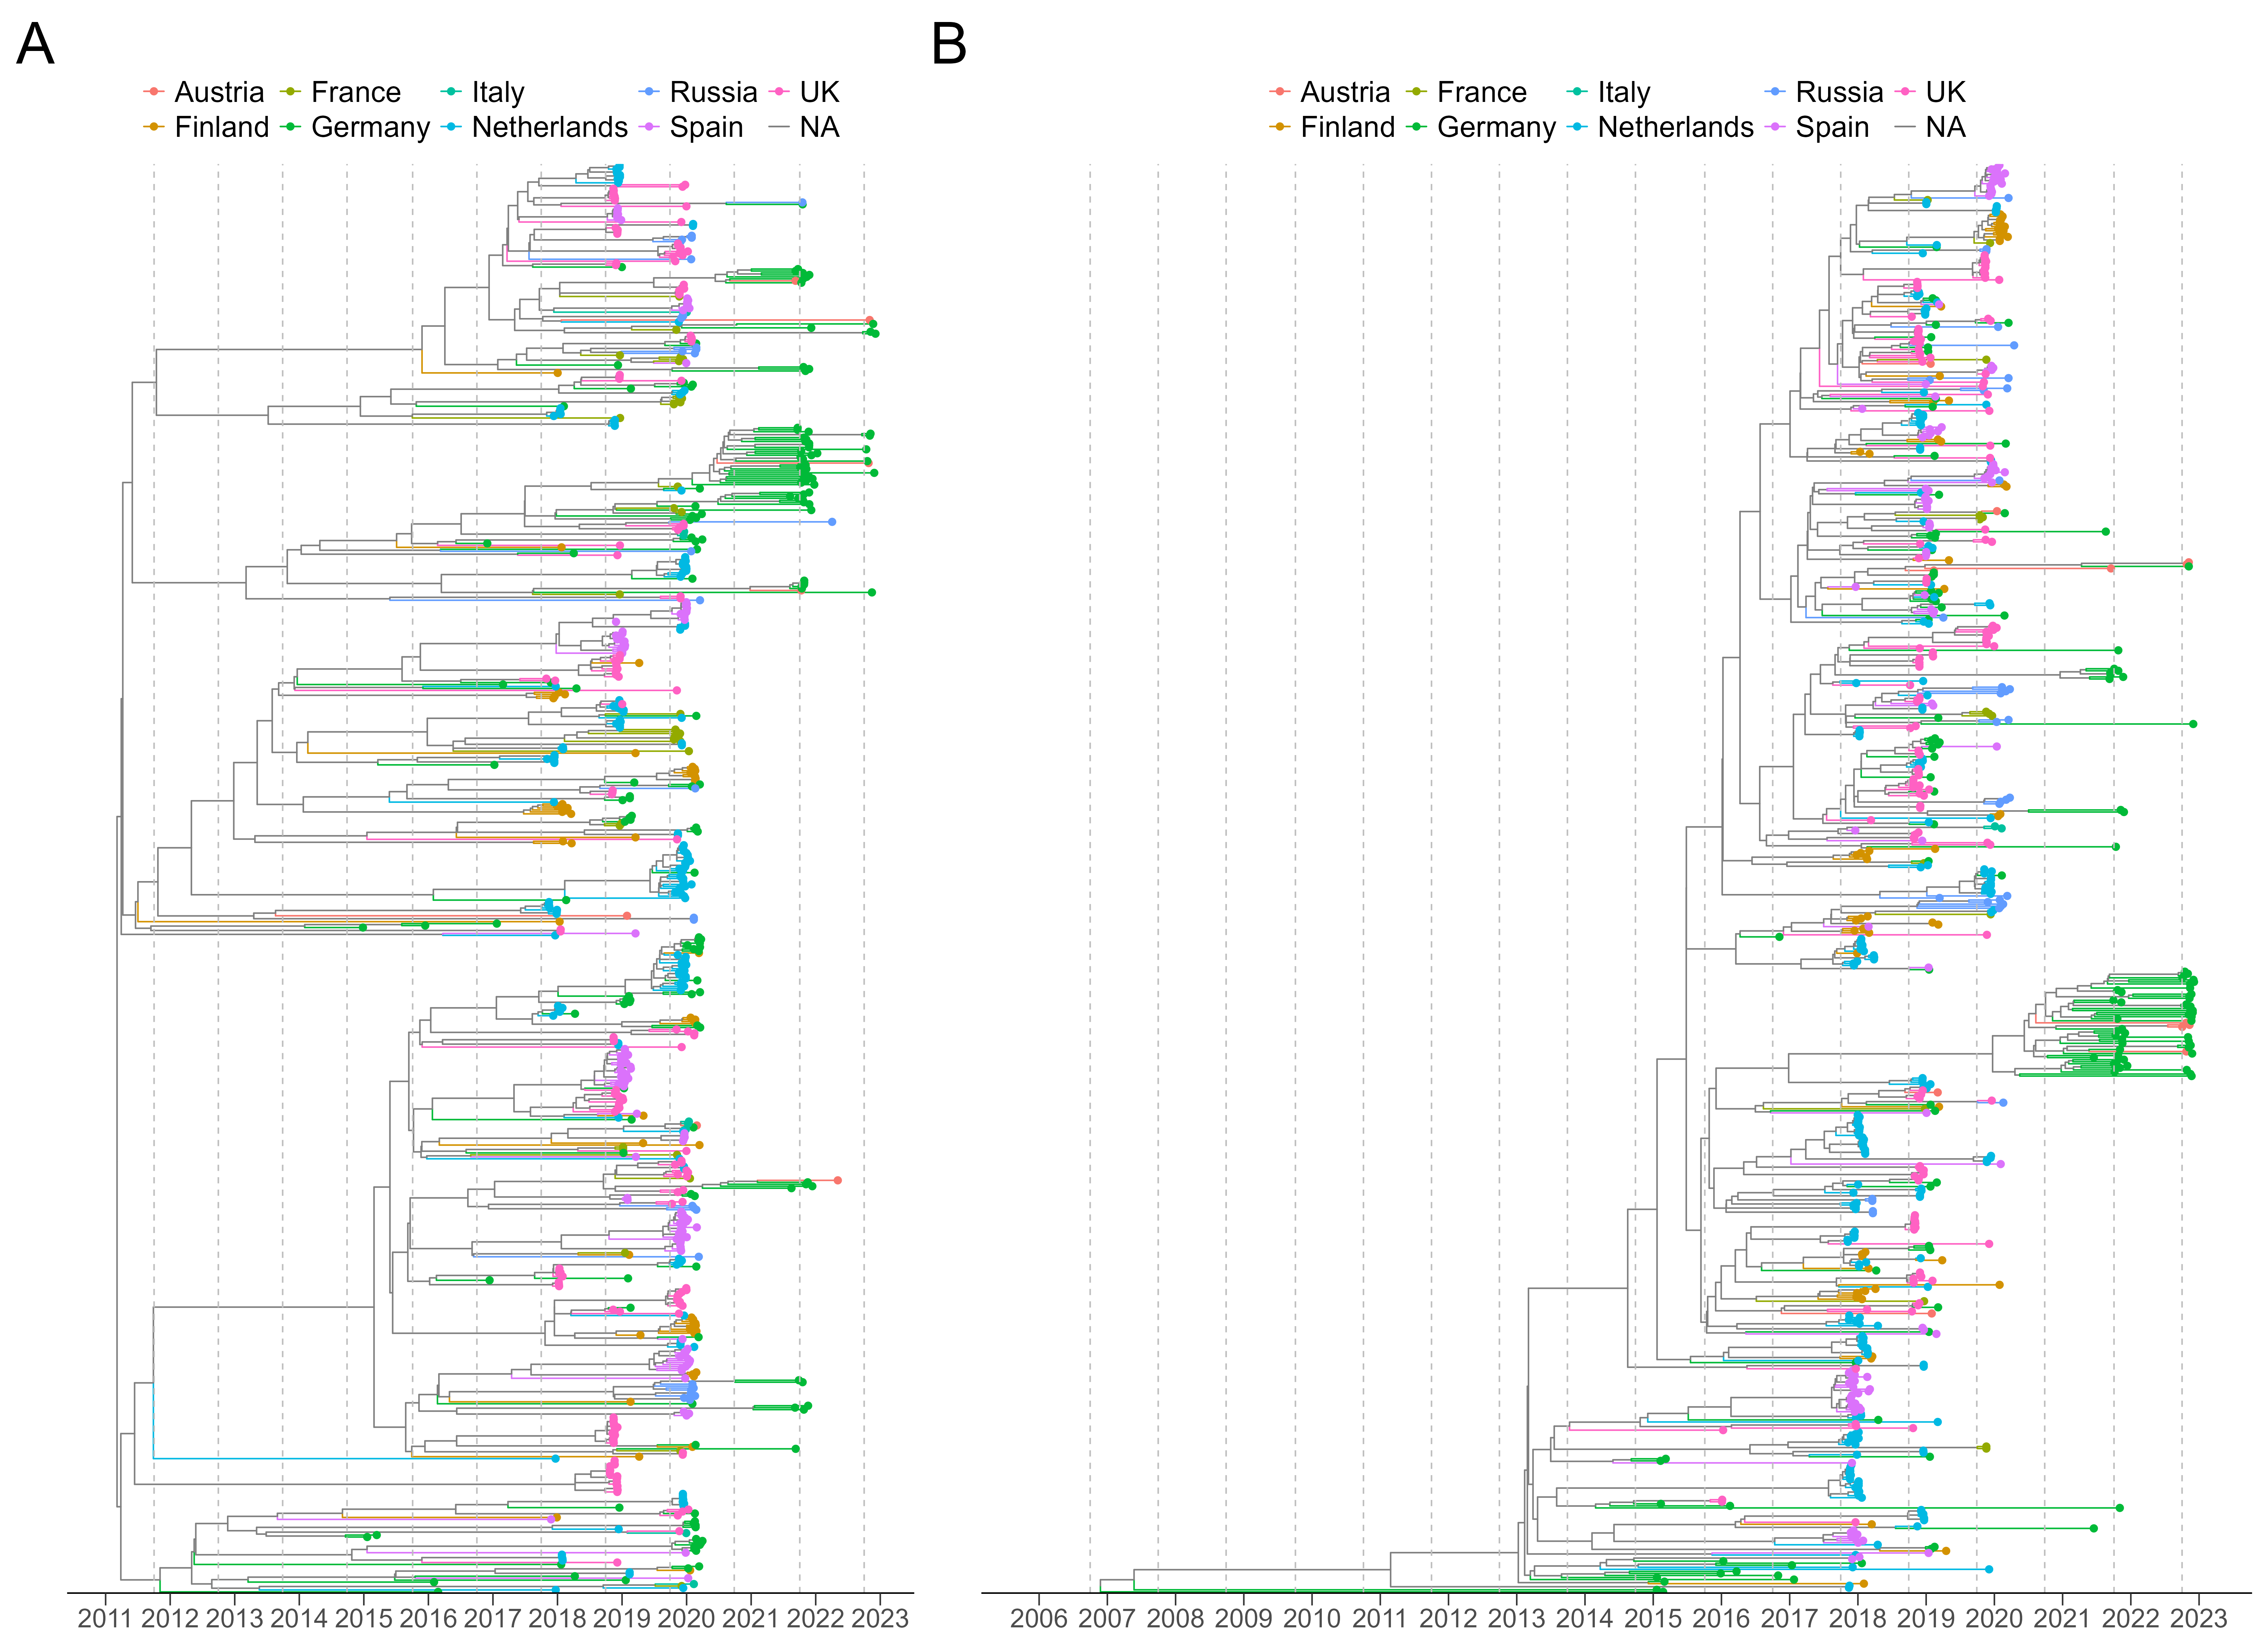 A B
Austria France Italy Russia UK
Finland Germany Netherlands Spain NA
Austria France Italy Russia UK
Finland Germany Netherlands Spain NA
2011 2012 2013 2014 2015 2016 2017 2018 2019 2020 2021 2022 2023
2006 2007 2008 2009 2010 2011 2012 2013 2014 2015 2016 2017 2018 2019 2020 2021 2022 2023